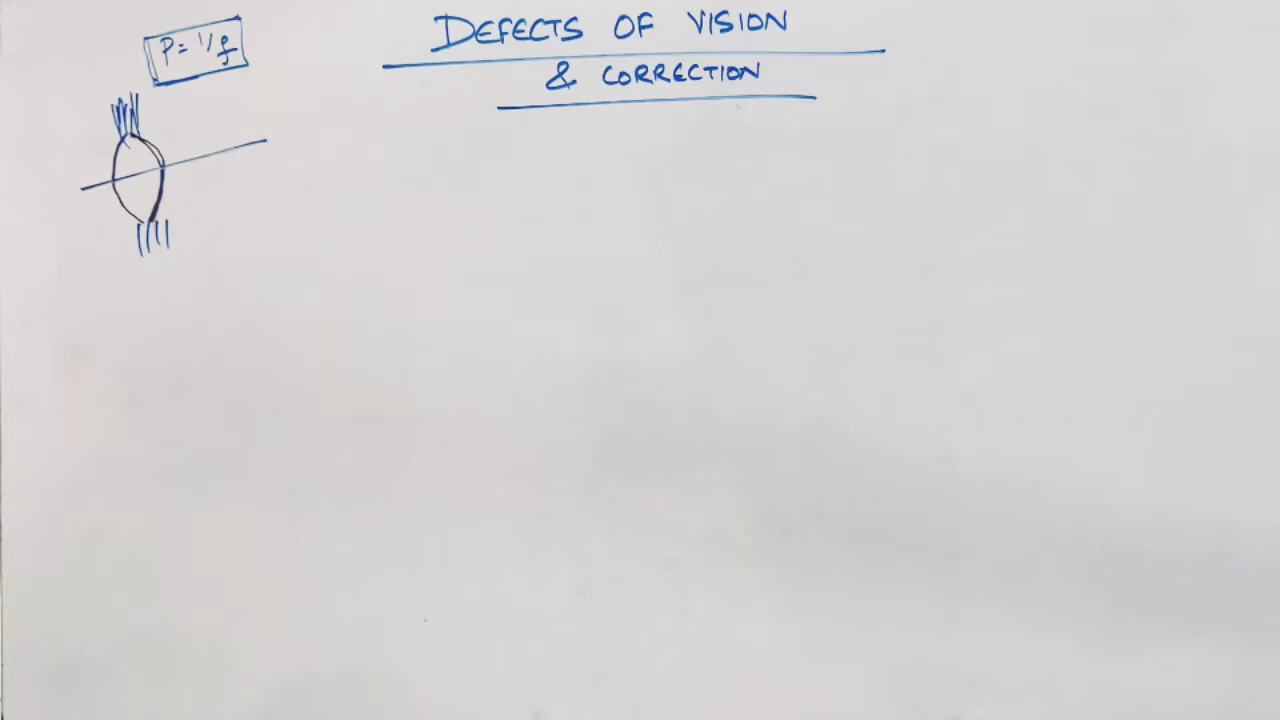 DEFECTS OF VISION
& CORRECTION
P = 1/f